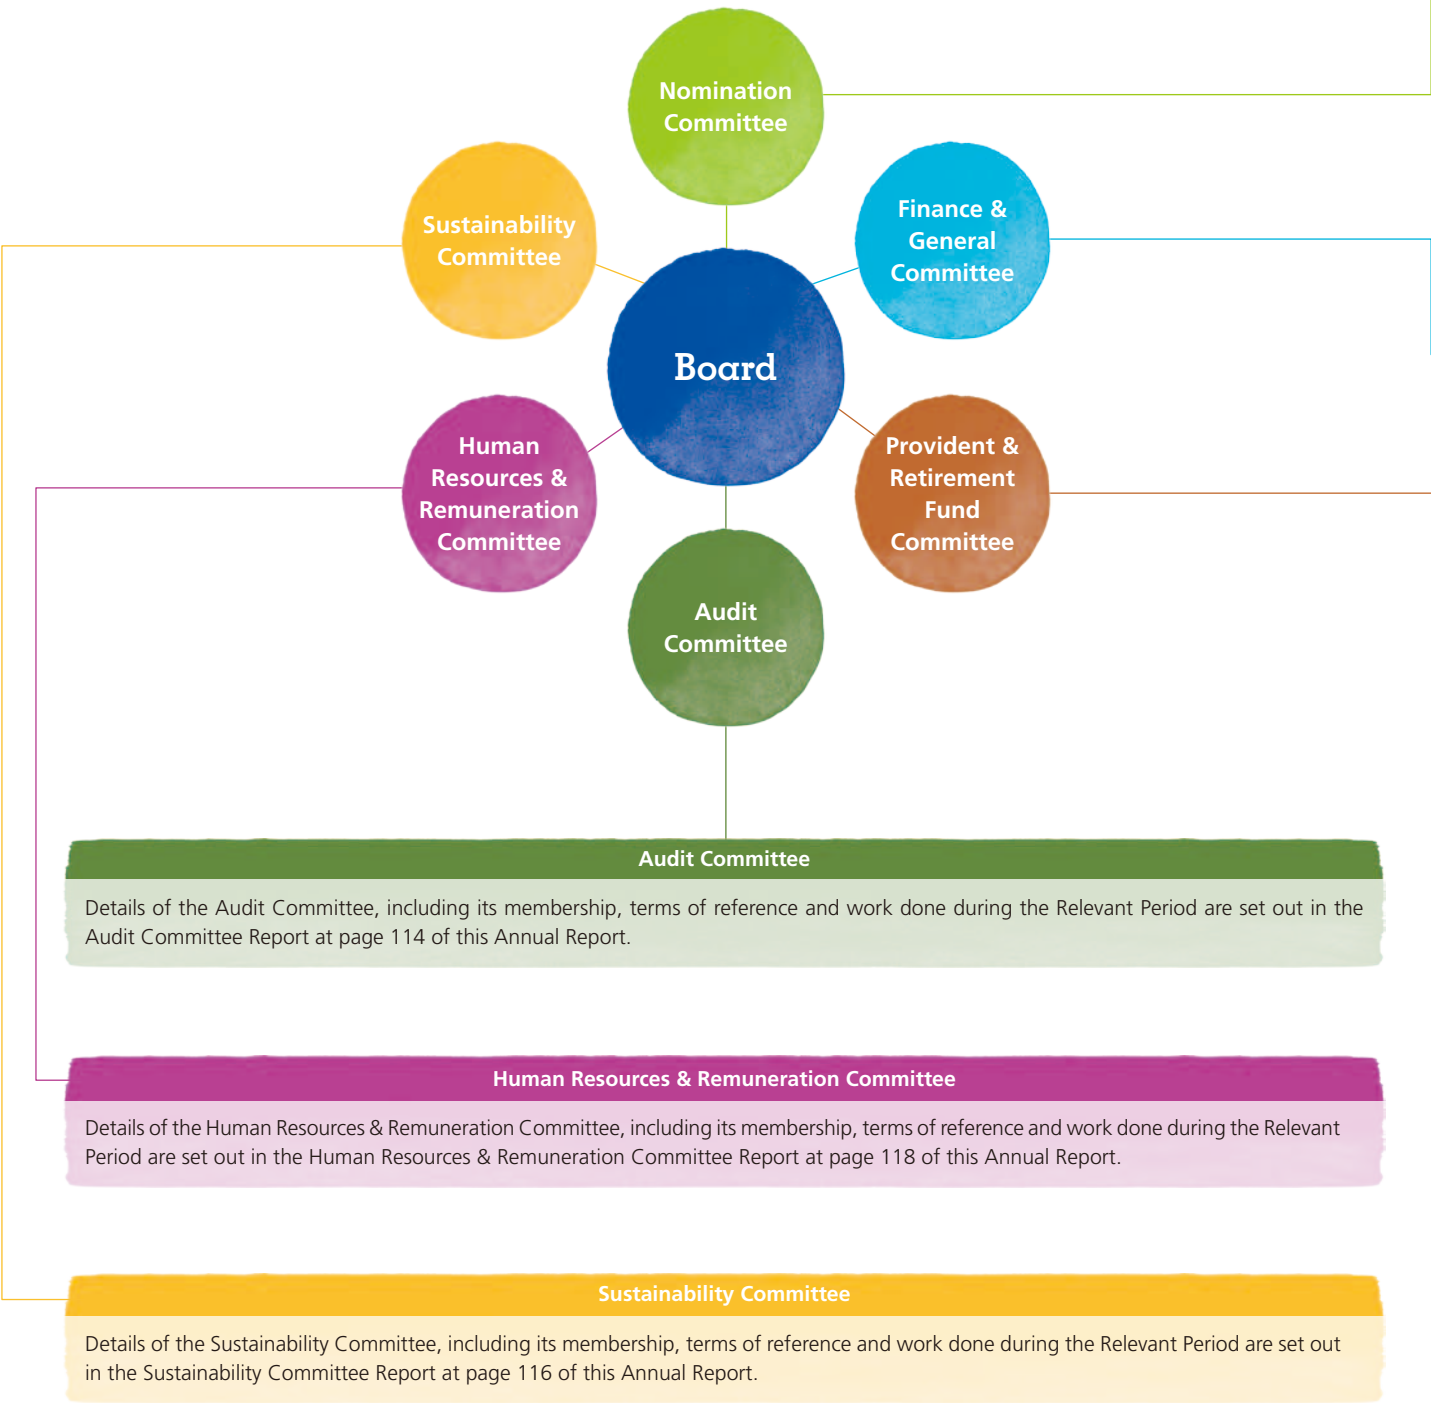 Nomination
Committee
Sustainability
Committee
Finance &
General
Committee
Board
Human
Resources &
Remuneration
Committee
Provident &
Retirement
Fund
Committee
Audit
Committee
Audit Committee
Details of the Audit Committee, including its membership, terms of reference and work done during the Relevant Period are set out in the
Audit Committee Report at page 114 of this Annual Report.
Human Resources & Remuneration Committee
Details of the Human Resources & Remuneration Committee, including its membership, terms of reference and work done during the Relevant
Period are set out in the Human Resources & Remuneration Committee Report at page 118 of this Annual Report.
Sustainability Committee
Details of the Sustainability Committee, including its membership, terms of reference and work done during the Relevant Period are set out
in the Sustainability Committee Report at page 116 of this Annual Report.